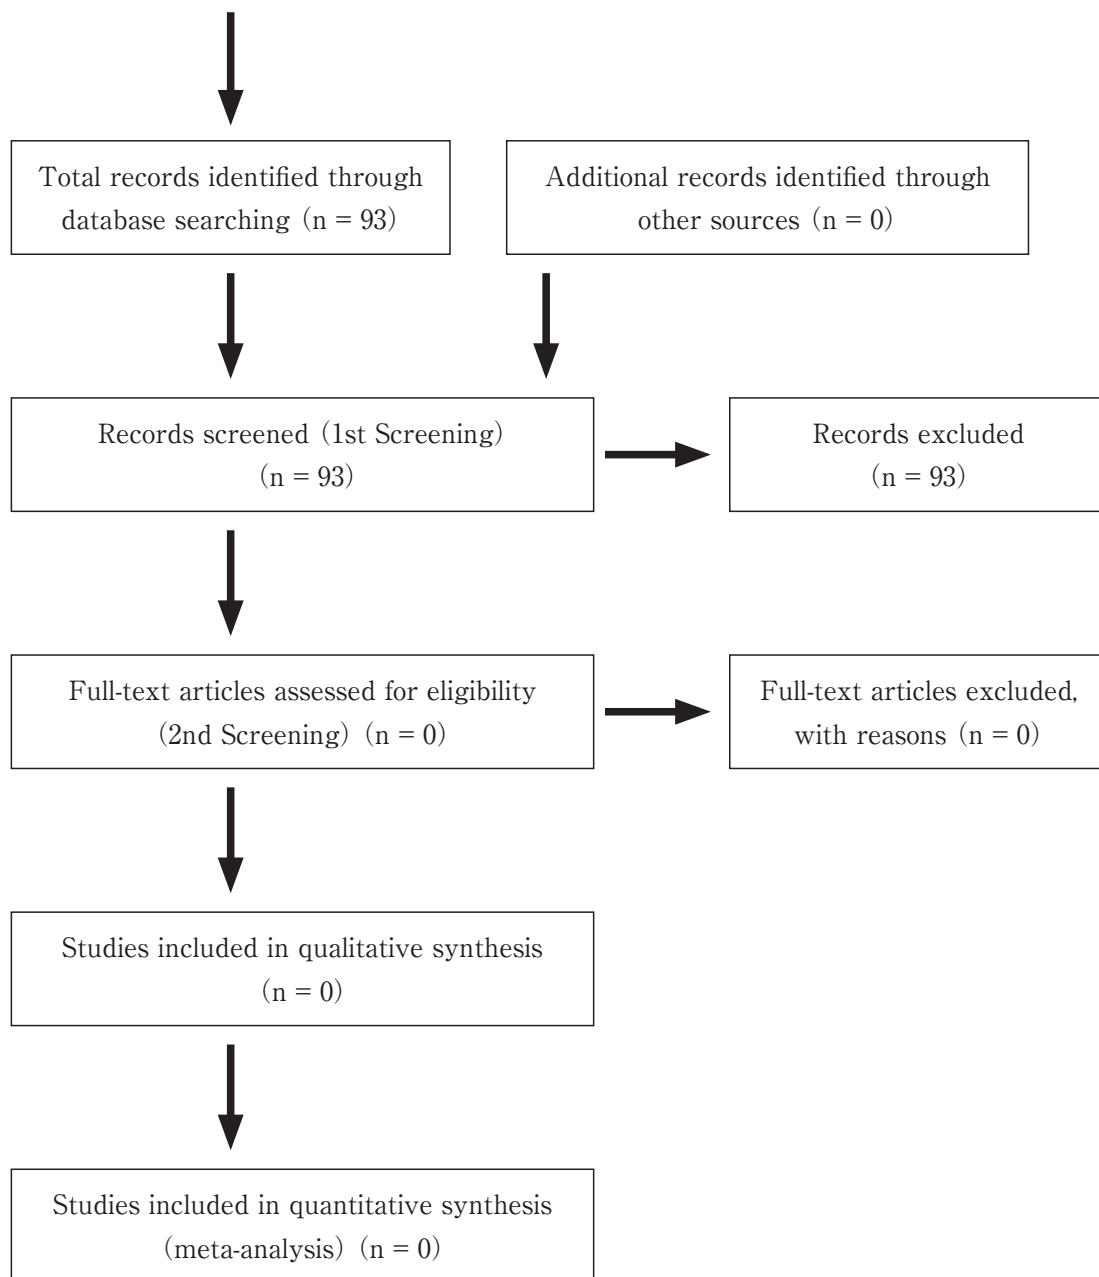 Total records identified through
database searching (n = 93)
Additional records identified through
other sources (n = 0)
Records screened (1st Screening)
(n = 93)
Records excluded
(n = 93)
Full-text articles assessed for eligibility
(2nd Screening) (n = 0)
Full-text articles excluded,
with reasons (n = 0)
Studies included in qualitative synthesis
(n = 0)
Studies included in quantitative synthesis
(meta-analysis) (n = 0)